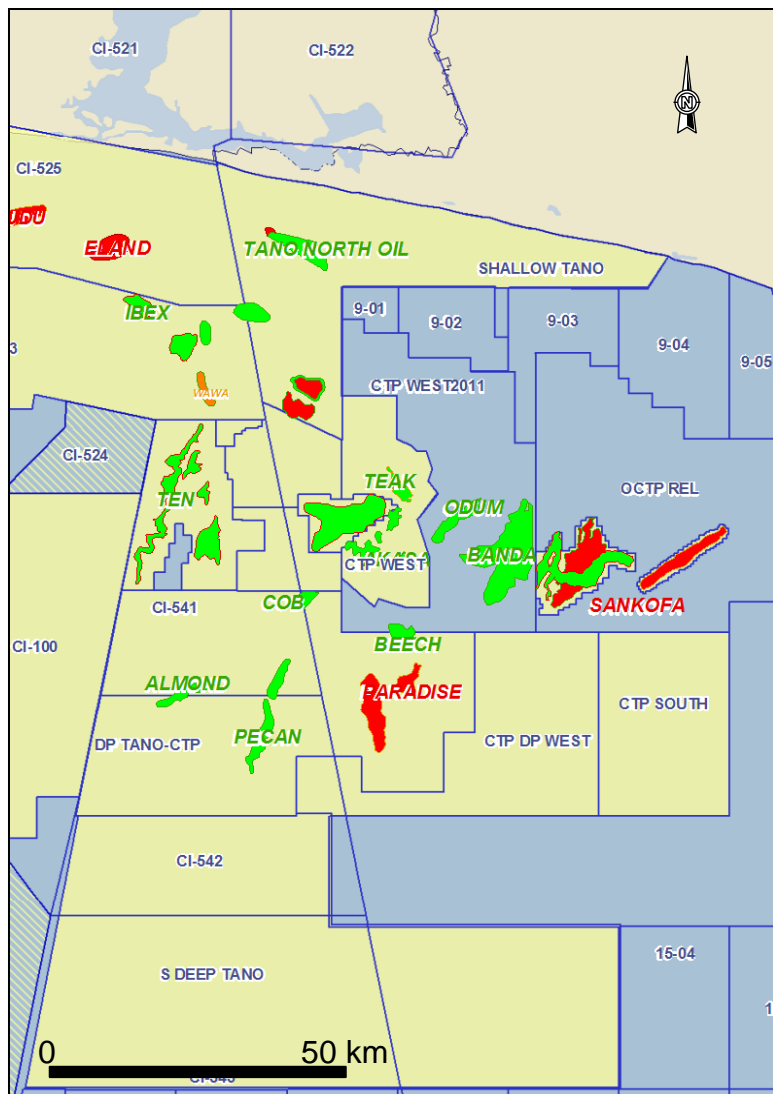 CI-521
CI-522
N
CI-525
ELAND
TANO NORTH OIL
SHALLOW TANO
IBEX
9-01
9-02
9-03
9-04
9-05
3
WAWA
CTP WEST2011
CI-524
TEN
TEAK
ODUM
OCTP REL
BANDA
CTP WEST
CI-541
COB
SANKOFA
CI-100
BEECH
ALMOND
PARADISE
CTP SOUTH
DP TANO-CTP
PECAN
CTP DP WEST
CI-542
15-04
S DEEP TANO
1
0 50 km